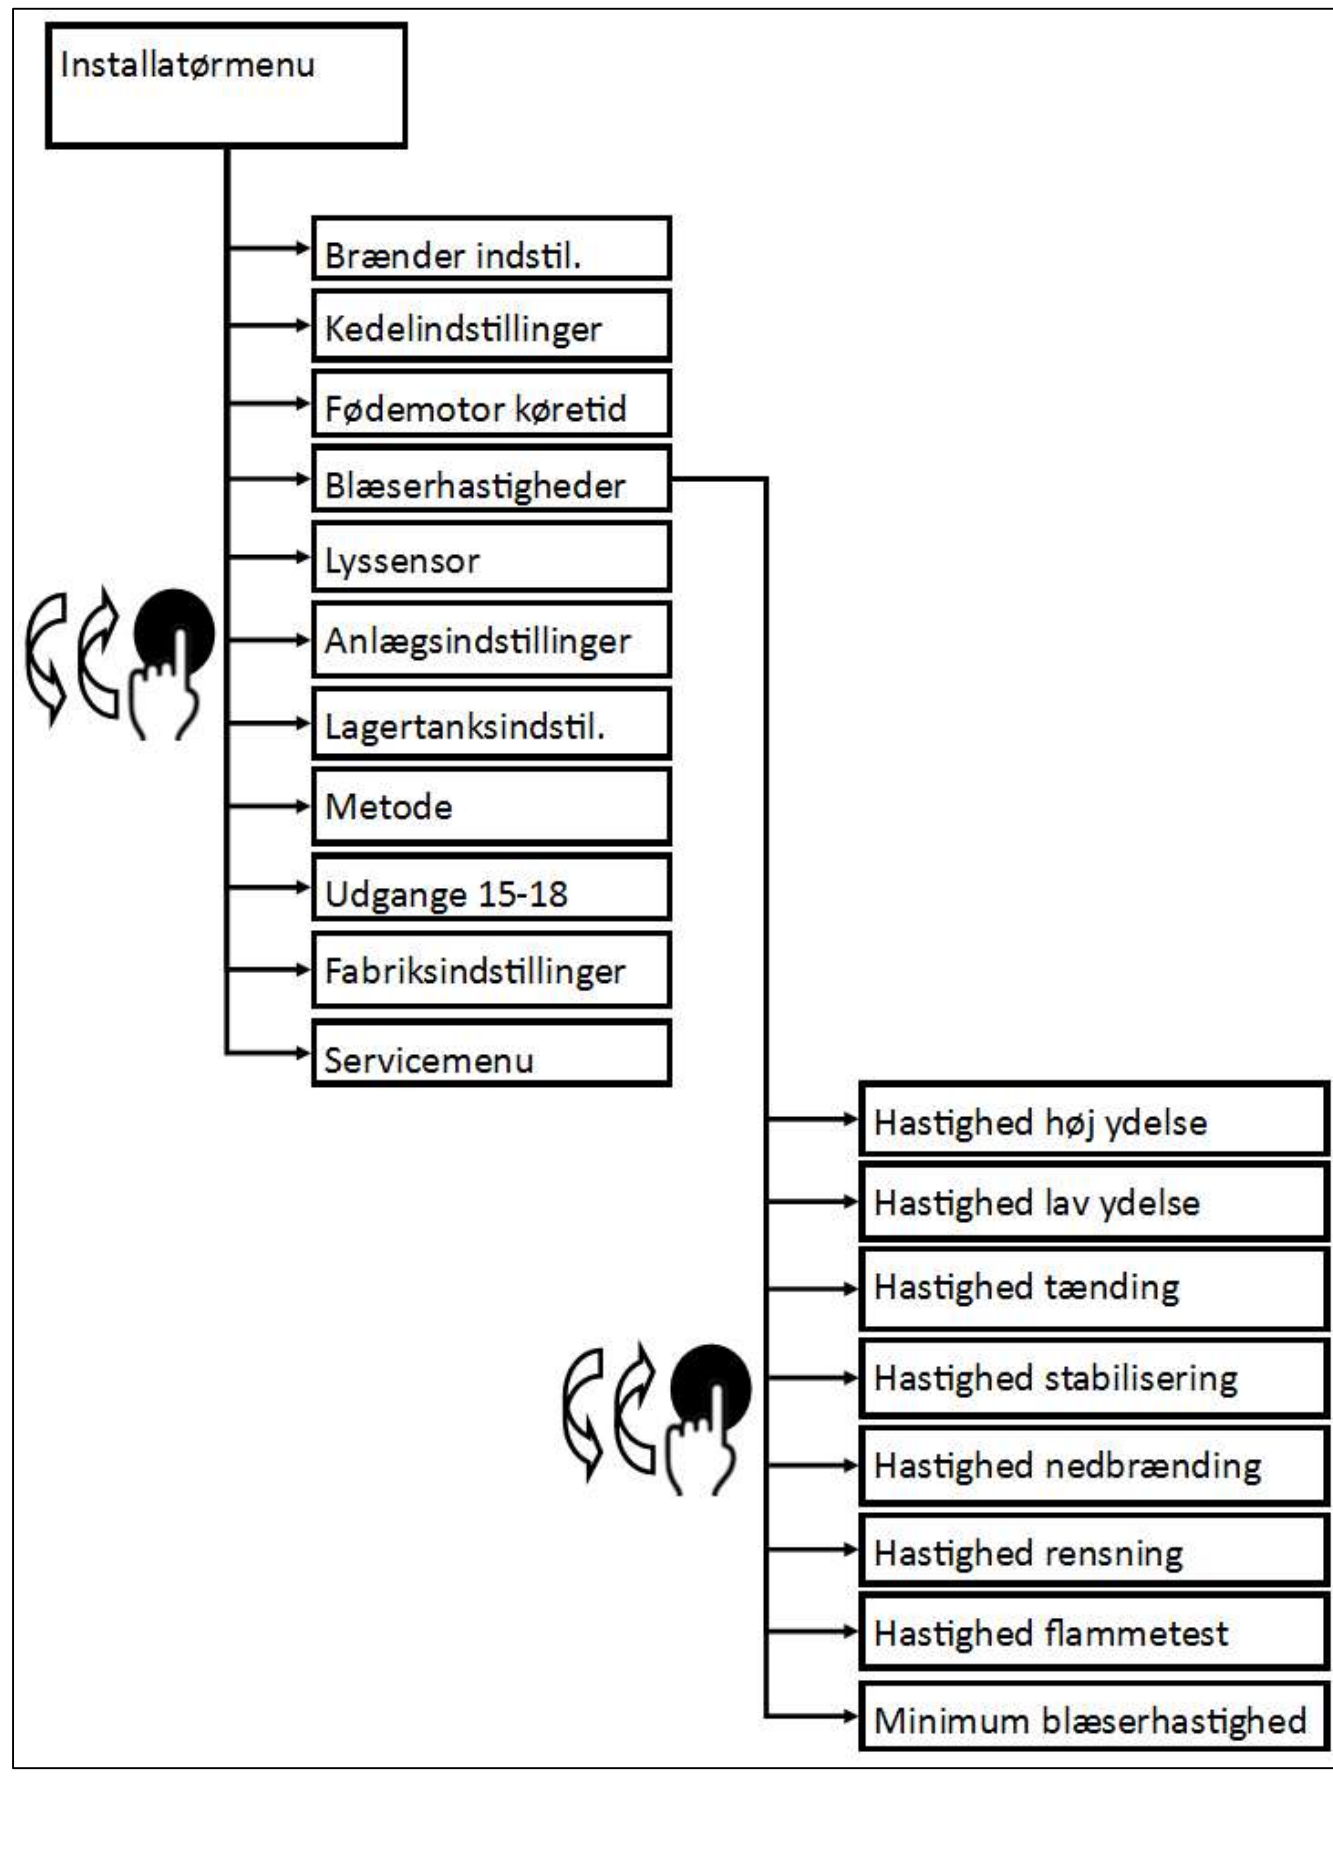 Installatørmenu
Brænder indstil.
Kedelindstillinger
Fødemotor køretid
Blæserhastigheder
Lyssensor
Anlægsindstillinger
Lagertanksindstil.
Metode
Udgange 15-18
Fabriksindstillinger
Servicemenu
Hastighed høj ydelse
Hastighed lav ydelse
Hastighed tænding
Hastighed stabilisering
Hastighed nedbrænding
Hastighed rensning
Hastighed flammetest
Minimum blæserhastighed